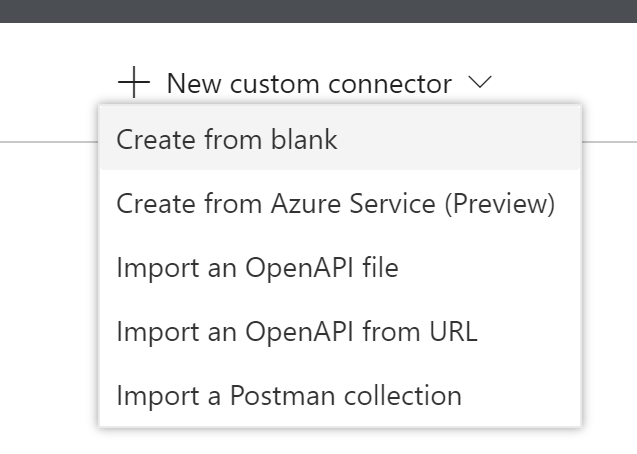 New custom connector
Create from blank
Create from Azure Service (Preview)
Import an OpenAPI file
Import an OpenAPI from URL
Import a Postman collection